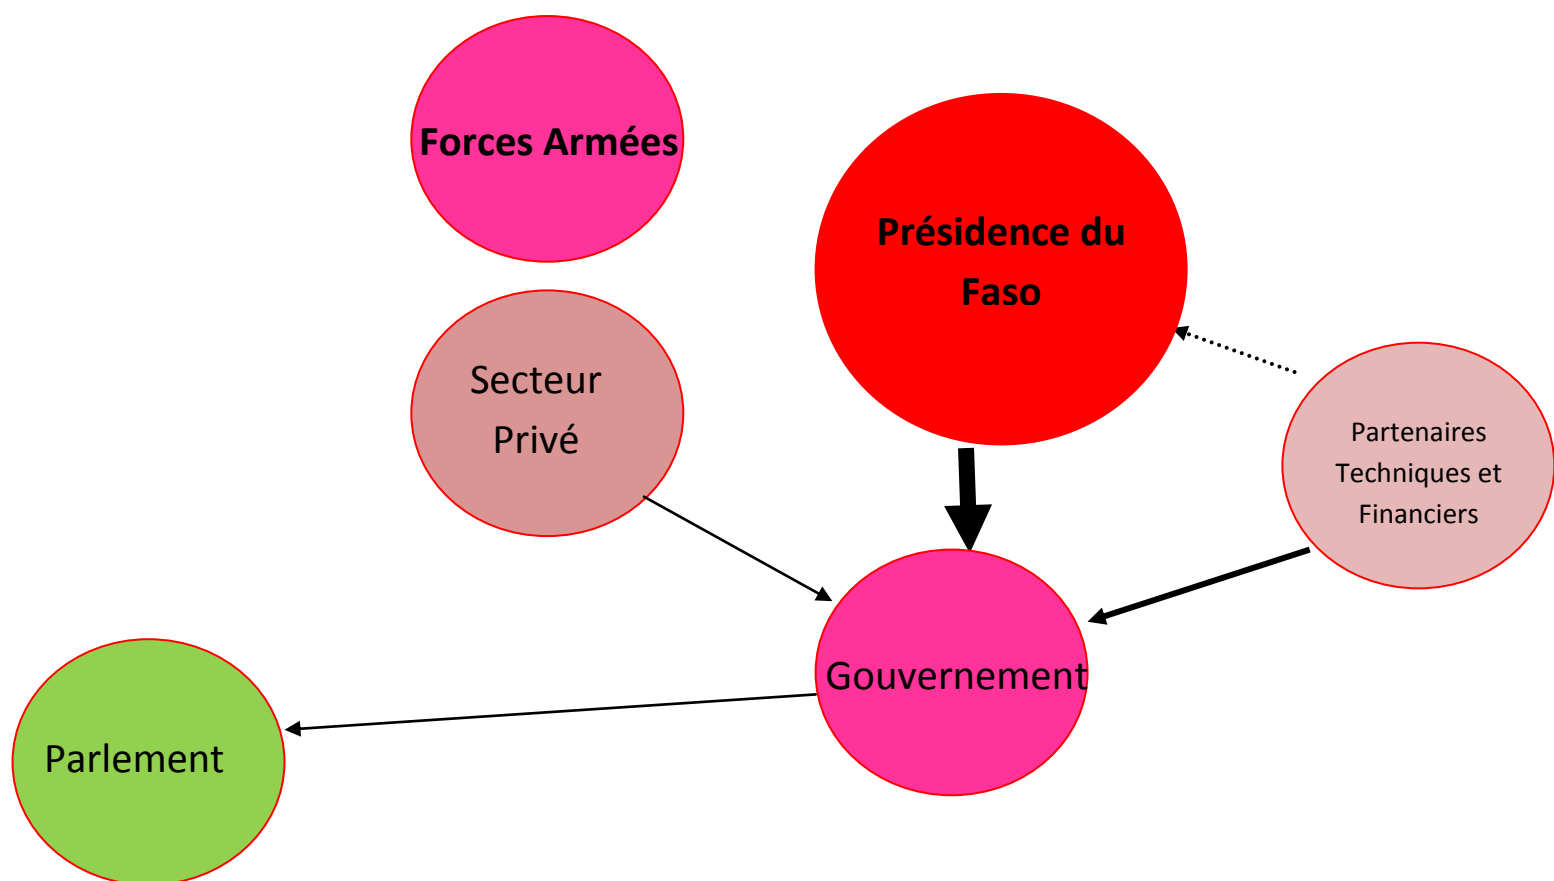 Forces Armées
Présidence du
Faso
Secteur
Privé
Partenaires
Techniques et
Financiers
Gouvernement
Parlement